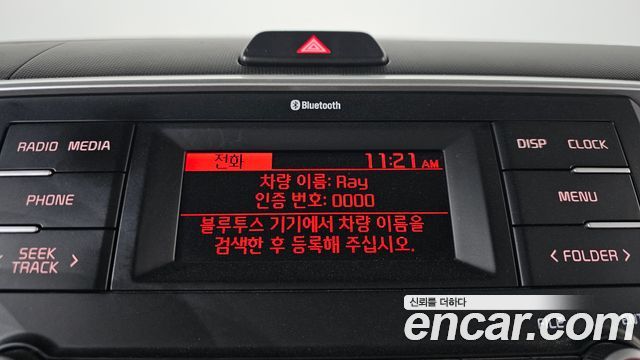 Bluetooth
RADIO MEDIA
전화 11:21 AM
DISP CLOCK
차량 이름: Ray
인증 번호: 0000
PHONE
MENU
블루투스 기기에서 차량 이름을
검색한 후 등록해 주십시오.
SEEK
TRACK
< FOLDER >
신뢰를 더하다
encar.com